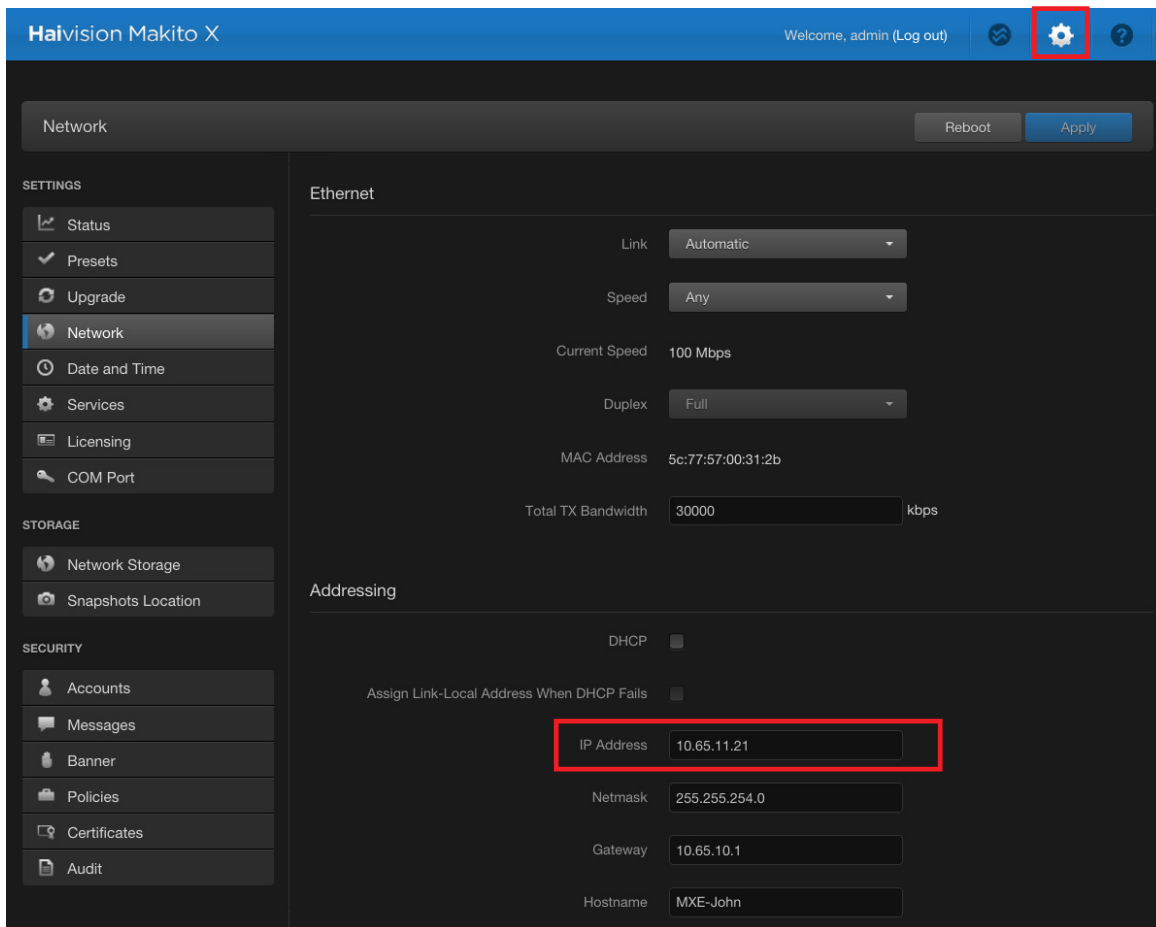 Haivision Makito X
Welcome, admin (Log out)
Network
Reboot
Apply
SETTINGS
Status
Presets
Upgrade
Network
Date and Time
Services
Licensing
COM Port
STORAGE
Network Storage
Snapshots Location
SECURITY
Accounts
Messages
Banner
Policies
Certificates
Audit
Ethernet
Link Automatic
Speed Any
Current Speed 100 Mbps
Duplex Full
MAC Address 5c:77:57:00:31:2b
Total TX Bandwidth 30000 kbps
Addressing
DHCP
Assign Link-Local Address When DHCP Fails
IP Address 10.65.11.21
Netmask 255.255.254.0
Gateway 10.65.10.1
Hostname MXE-John